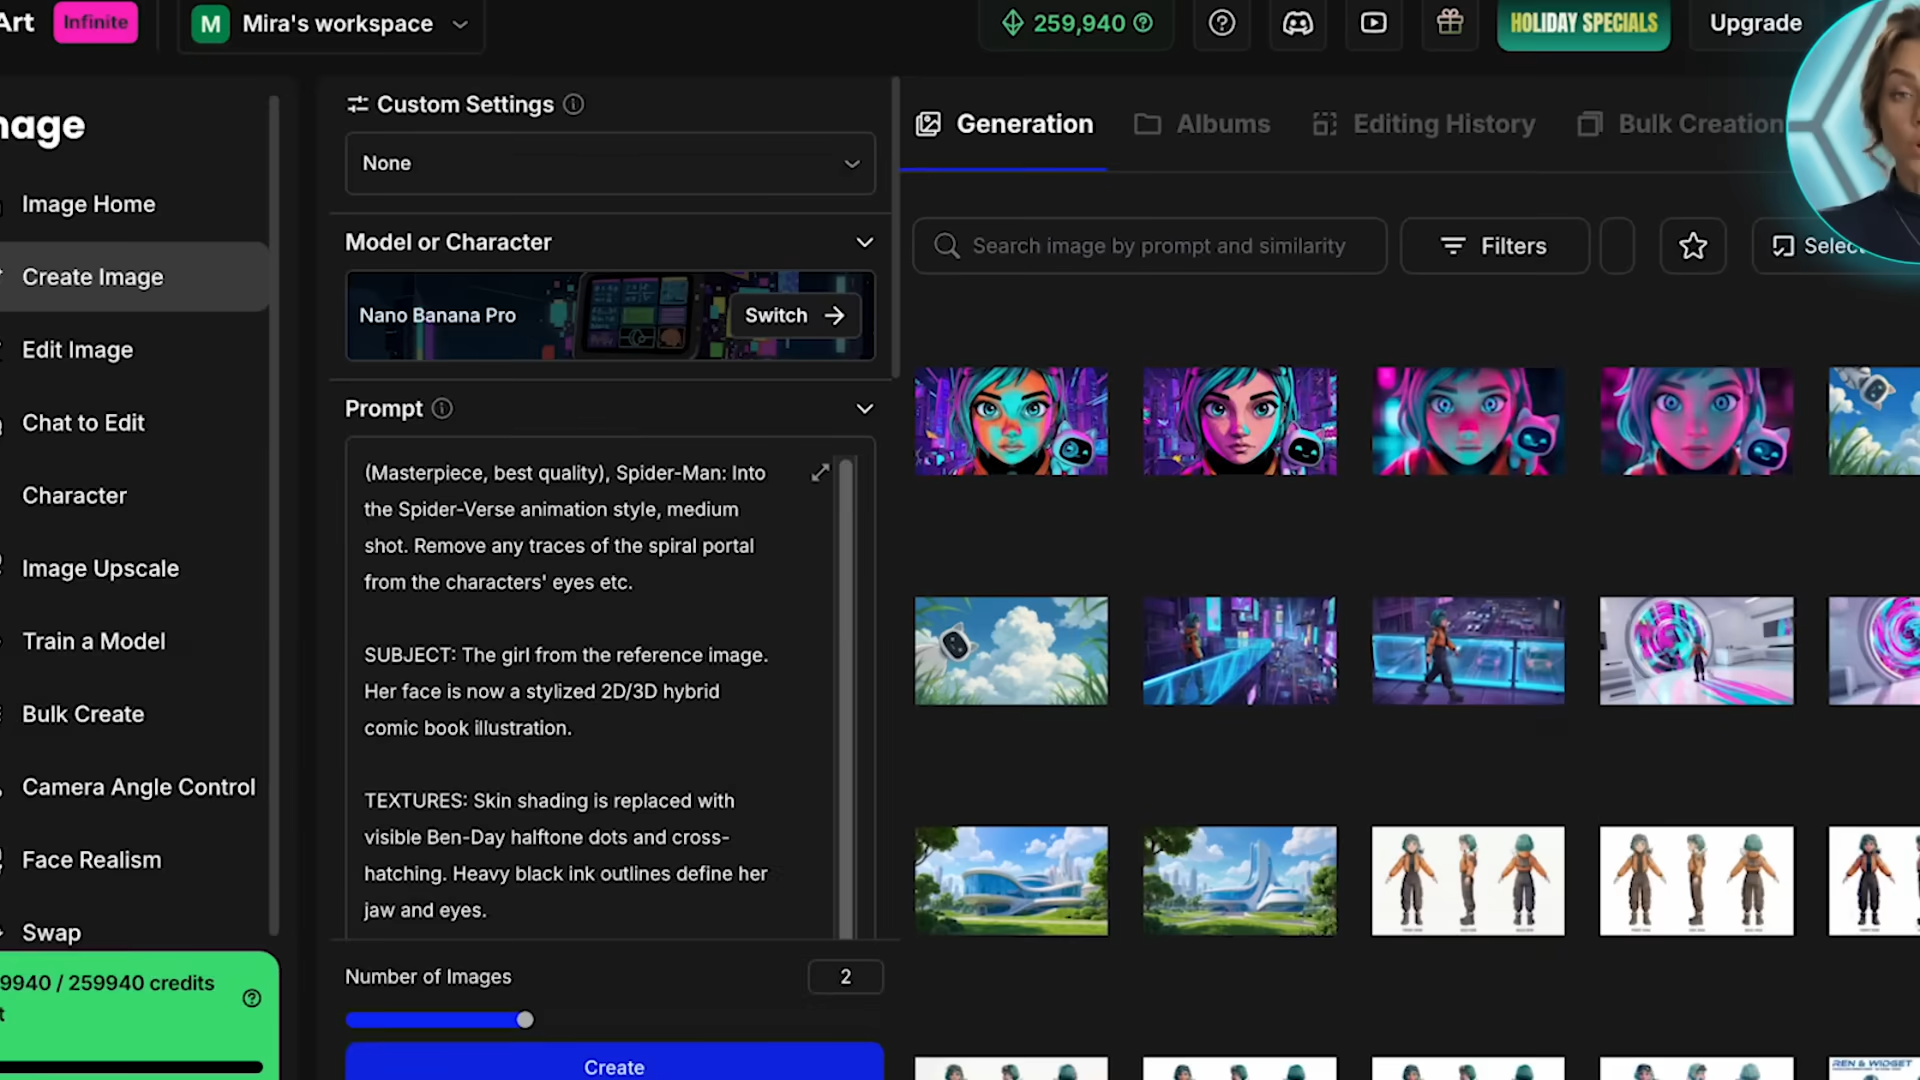 Art
Infinite
M
Mira's workspace
259,940
HOLIDAY SPECIALS
Upgrade
mage
Image Home
Create Image
Edit Image
Chat to Edit
Character
Image Upscale
Train a Model
Bulk Create
Camera Angle Control
Face Realism
Swap
9940 / 259940 credits
t
Custom Settings
None
Model or Character
Nano Banana Pro
Switch
Prompt
(Masterpiece, best quality), Spider-Man: Into
the Spider-Verse animation style, medium
shot. Remove any traces of the spiral portal
from the characters' eyes etc.
SUBJECT: The girl from the reference image.
Her face is now a stylized 2D/3D hybrid
comic book illustration.
TEXTURES: Skin shading is replaced with
visible Ben-Day halftone dots and cross-
hatching. Heavy black ink outlines define her
jaw and eyes.
Number of Images
2
Create
Generation
Albums
Editing History
Bulk Creation
Search image by prompt and similarity
Filters
Selec
REN & WIDGET